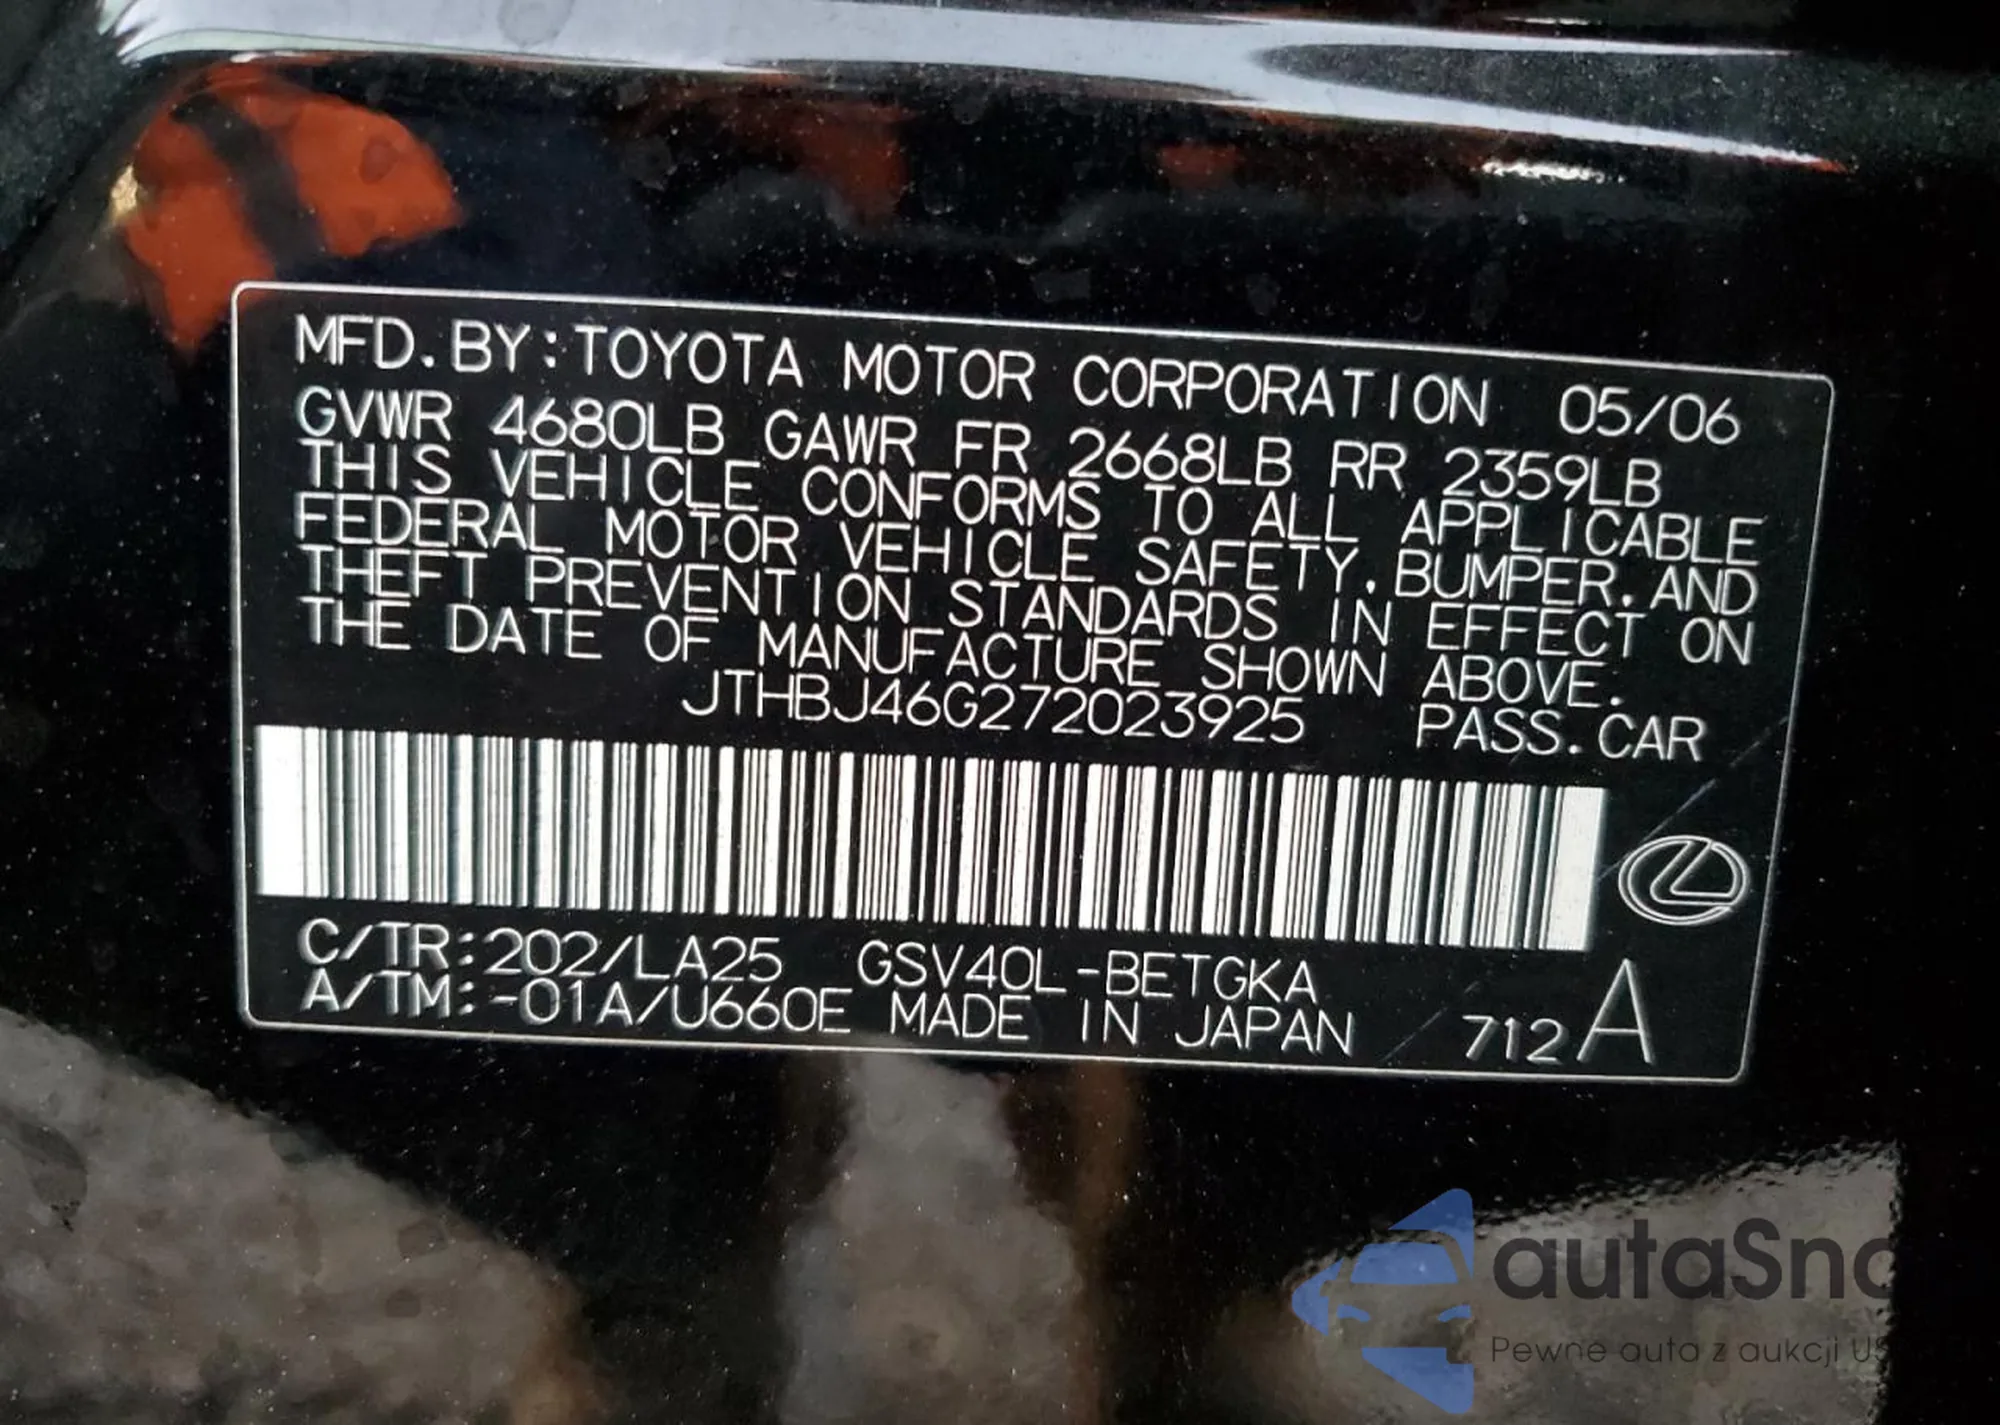 MFD. BY: TOYOTA MOTOR CORPORATION 05/06
GVWR 4680LB GAWR FR 2668LB RR 2359LB
THIS VEHICLE CONFORMS TO ALL APPLICABLE
FEDERAL MOTOR VEHICLE SAFETY, BUMPER, AND
THEFT PREVENTION STANDARDS IN EFFECT ON
THE DATE OF MANUFACTURE SHOWN ABOVE.
JTHBJ46G272023925 PASS. CAR
C/TR: 202/LA25 GSV40L-BETGKA
A/TM: -01A/U660E MADE IN JAPAN 712 A
autaSn
Pewne auta z aukcji US